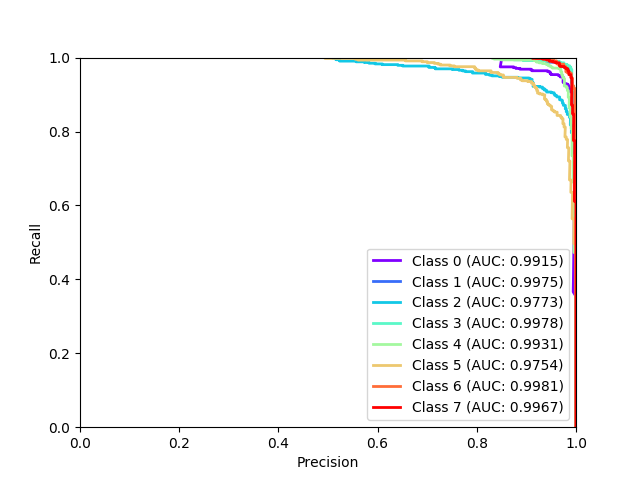 1.0
0.8
0.6
0.4
0.2
0.0
Recall
Class 0 (AUC: 0.9915)
Class 1 (AUC: 0.9975)
Class 2 (AUC: 0.9773)
Class 3 (AUC: 0.9978)
Class 4 (AUC: 0.9931)
Class 5 (AUC: 0.9754)
Class 6 (AUC: 0.9981)
Class 7 (AUC: 0.9967)
0.0 0.2 0.4 0.6 0.8 1.0
Precision